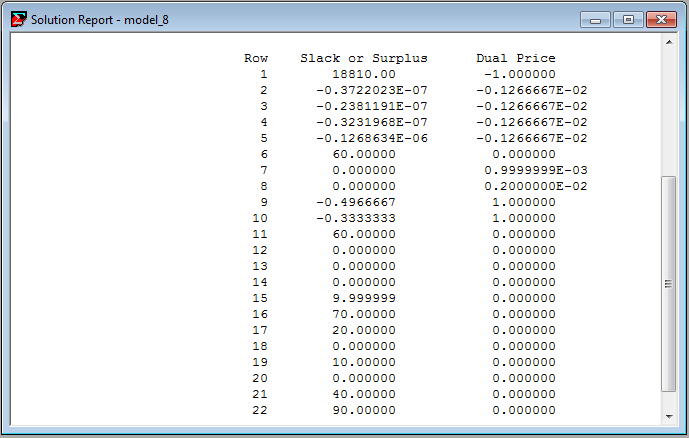 Solution Report - model_8
Row Slack or Surplus Dual Price
1 18810.00 -1.000000
2 -0.3722023E-07 -0.1266667E-02
3 -0.2381191E-07 -0.1266667E-02
4 -0.3231968E-07 -0.1266667E-02
5 -0.1268634E-06 -0.1266667E-02
6 60.00000 0.000000
7 0.000000 0.9999999E-03
8 0.000000 0.2000000E-02
9 -0.4966667 1.000000
10 -0.3333333 1.000000
11 60.00000 0.000000
12 0.000000 0.000000
13 0.000000 0.000000
14 0.000000 0.000000
15 9.999999 0.000000
16 70.00000 0.000000
17 20.00000 0.000000
18 0.000000 0.000000
19 10.00000 0.000000
20 0.000000 0.000000
21 40.00000 0.000000
22 90.00000 0.000000